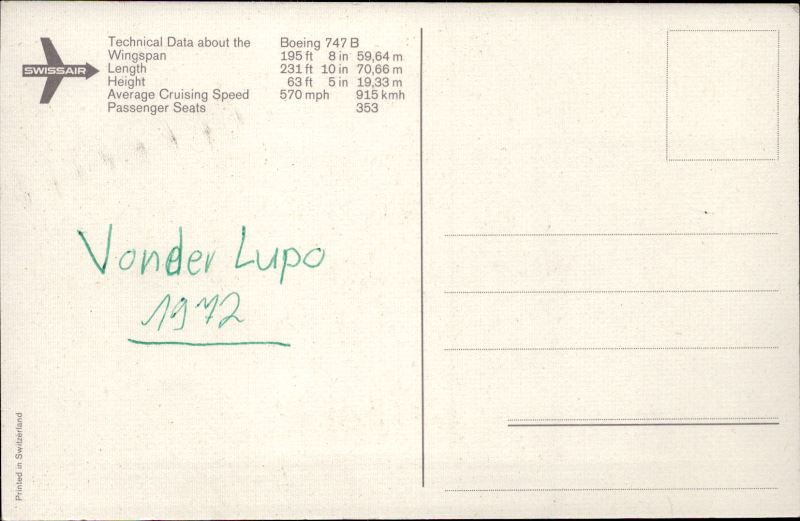 SWISSAIR
Technical Data about the Boeing 747 B
Wingspan 195 ft 8 in 59,64 m
Length 231 ft 10 in 70,66 m
Height 63 ft 5 in 19,33 m
Average Cruising Speed 570 mph 915 kmh
Passenger Seats 353
Vonder Lupo
1972
Printed in Switzerland